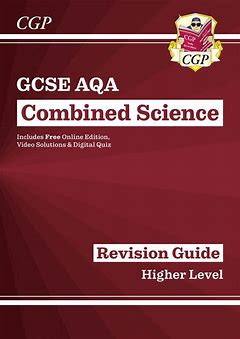 CGP
CGP
GCSE AQA
Combined Science
Includes Free Online Edition,
Video Solutions & Digital Quiz
Revision Guide
Higher Level